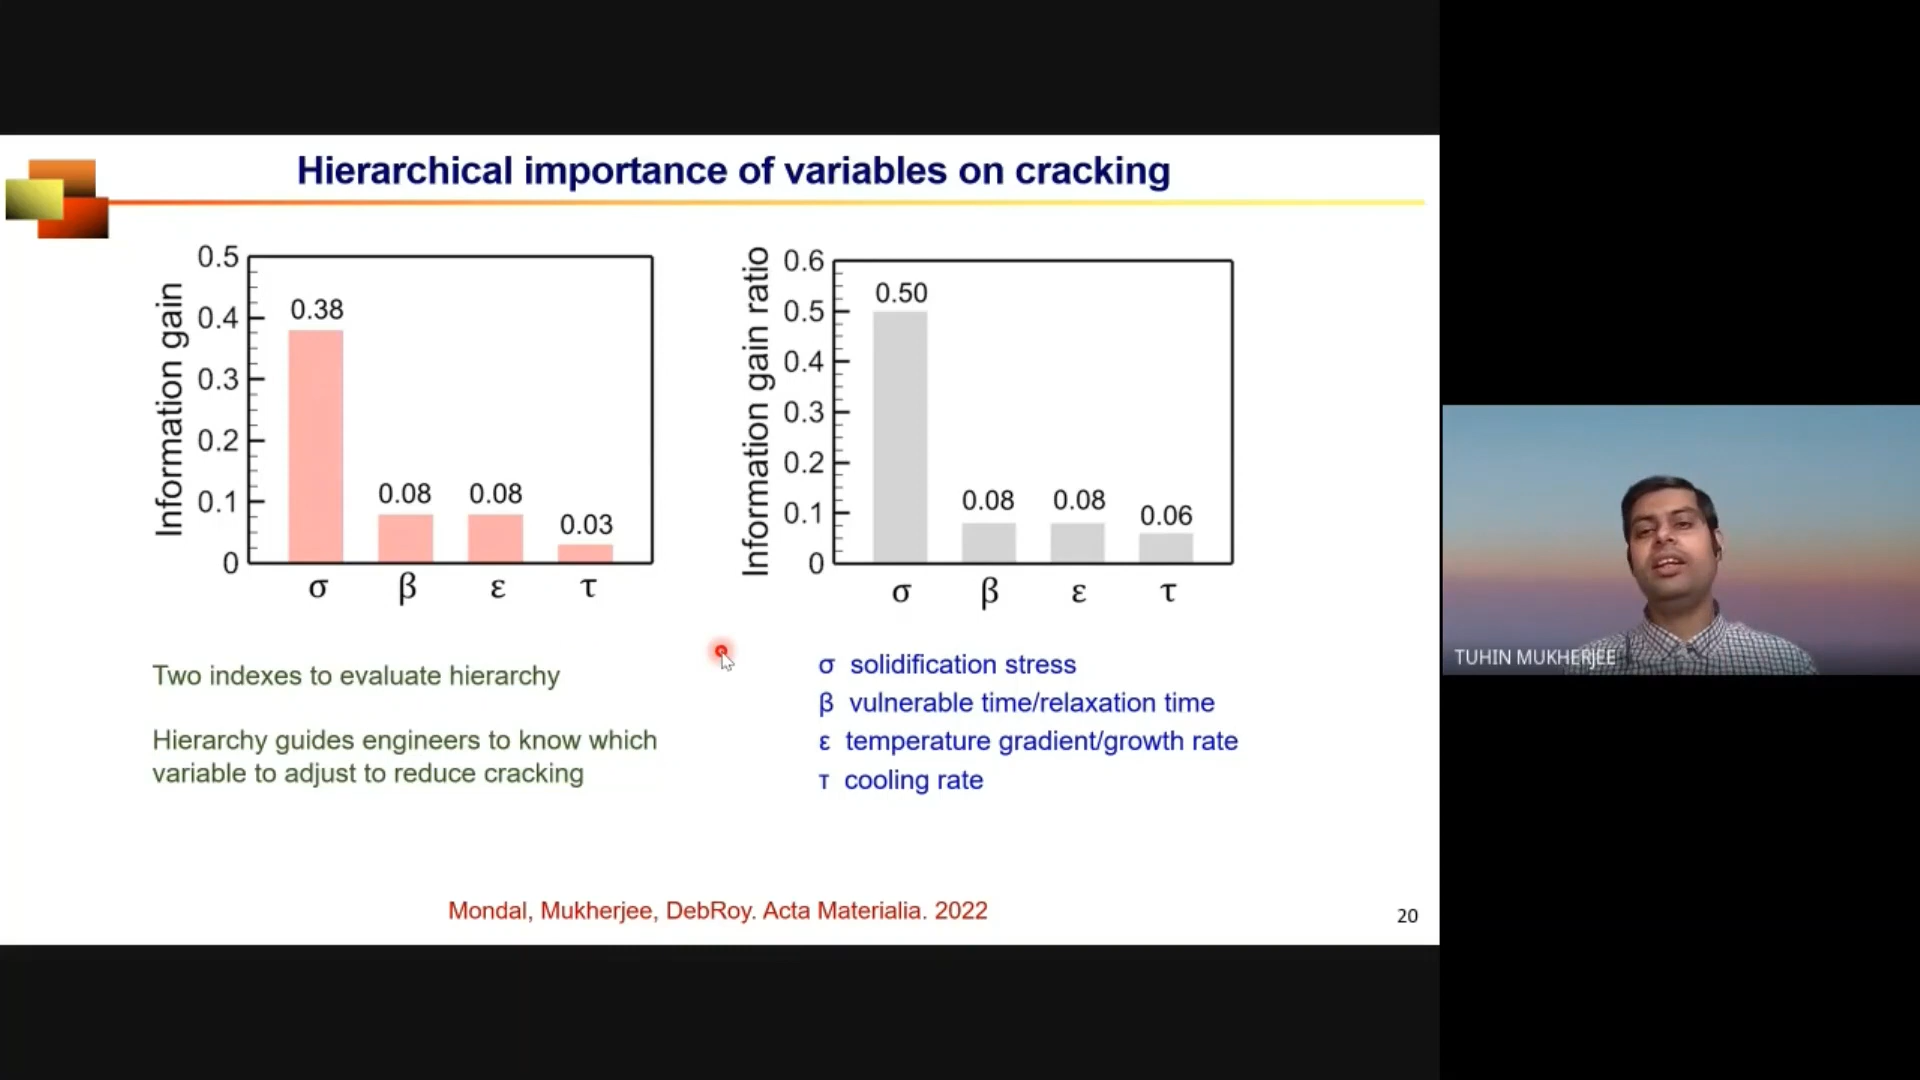 Hierarchical importance of variables on cracking
Information gain
0.5
0.4
0.3
0.2
0.1
0
0.38
0.08
0.08
0.03
σ β ε τ
Information gain ratio
0.6
0.5
0.4
0.3
0.2
0.1
0
0.50
0.08
0.08
0.06
σ β ε τ
Two indexes to evaluate hierarchy
Hierarchy guides engineers to know which
variable to adjust to reduce cracking
σ solidification stress
β vulnerable time/relaxation time
ε temperature gradient/growth rate
τ cooling rate
Mondal, Mukherjee, DebRoy. Acta Materialia. 2022
20
TUHIN MUKHERJEE